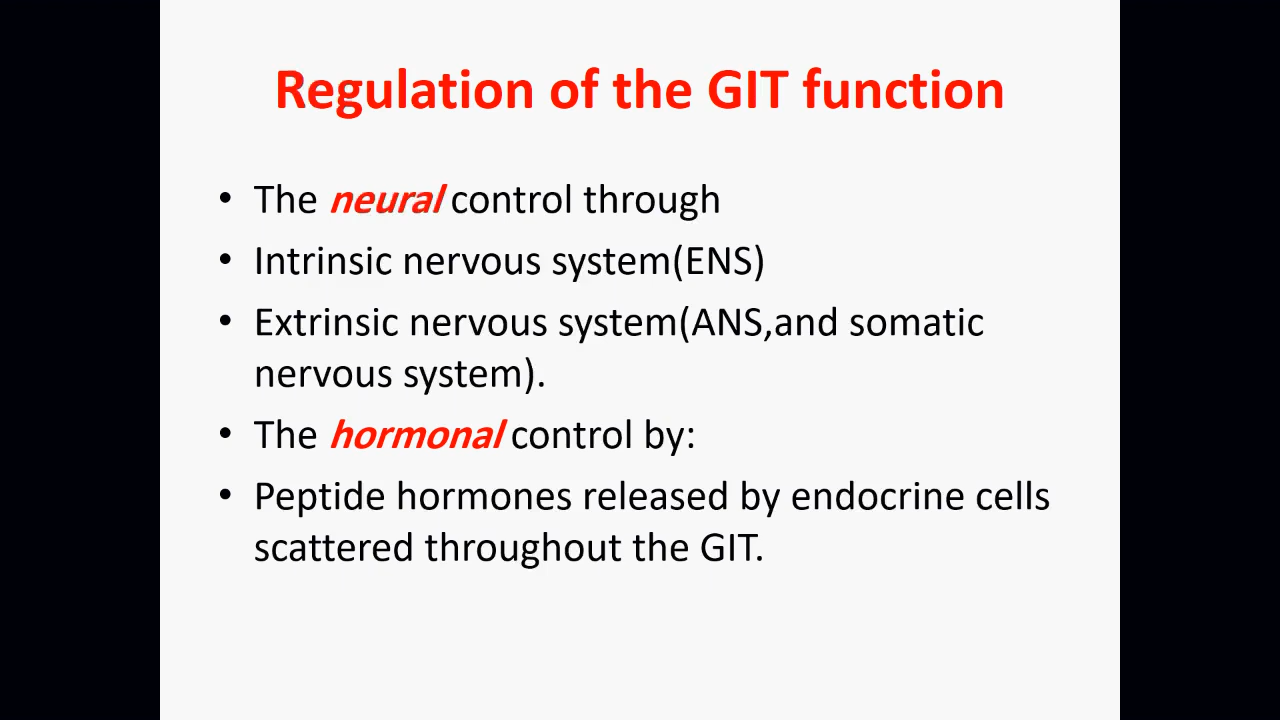 Regulation of the GIT function
• The neural control through
• Intrinsic nervous system(ENS)
• Extrinsic nervous system(ANS,and somatic
nervous system).
• The hormonal control by:
• Peptide hormones released by endocrine cells
scattered throughout the GIT.